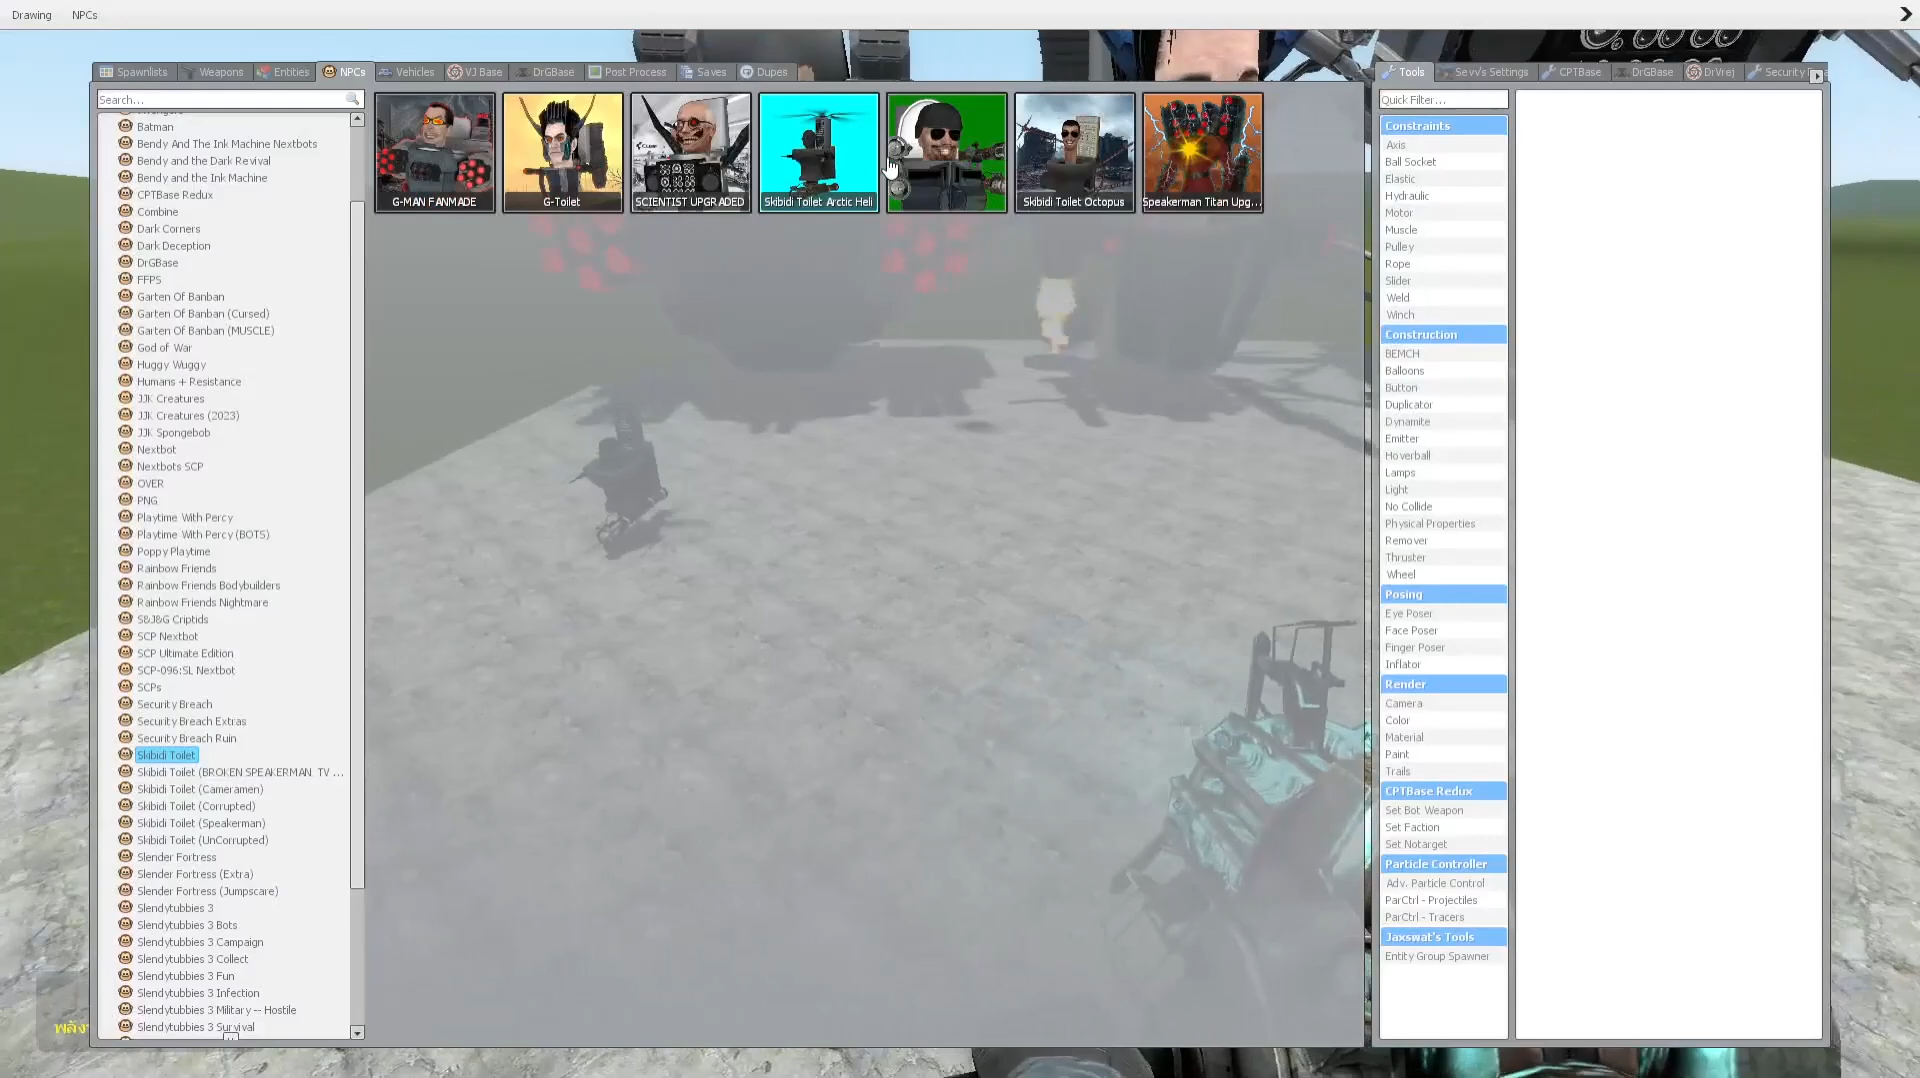 Drawing NPCs
Spawnlists Weapons Entities NPCs Vehicles VJ Base DrGBase Post Process Saves Dupes
Search...
Batman
Bendy And The Ink Machine Nextbots
Bendy and the Dark Revival
Bendy and the Ink Machine
CPTBase Redux
Combine
Dark Corners
Dark Deception
DrGBase
FFPS
Garten Of Banban
Garten Of Banban (Cursed)
Garten Of Banban (MUSCLE)
God of War
Huggy Wuggy
Humans + Resistance
JJK Creatures
JJK Creatures (2023)
JJK Spongebob
Nextbot
Nextbots SCP
OVER
PNG
Playtime With Percy
Playtime With Percy (BOTS)
Poppy Playtime
Rainbow Friends
Rainbow Friends Bodybuilders
Rainbow Friends Nightmare
S&J&G Criptids
SCP Nextbot
SCP Ultimate Edition
SCP-096:SL Nextbot
SCPs
Security Breach
Security Breach Extras
Security Breach Ruin
Skibidi Toilet
Skibidi Toilet (BROKEN SPEAKERMAN TV ...
Skibidi Toilet (Cameramen)
Skibidi Toilet (Corrupted)
Skibidi Toilet (Speakerman)
Skibidi Toilet (UnCorrupted)
Slender Fortress
Slender Fortress (Extra)
Slender Fortress (Jumpscare)
Slendytubbies 3
Slendytubbies 3 Bots
Slendytubbies 3 Campaign
Slendytubbies 3 Collect
Slendytubbies 3 Fun
Slendytubbies 3 Infection
Slendytubbies 3 Military -- Hostile
Slendytubbies 3 Survival
G-MAN FANMADE
G-Toilet
SCIENTIST UPGRADED
Skibidi Toilet Arctic Heli
Skibidi Toilet Octopus
Speakerman Titan Upg...
Tools Sevv's Settings CPTBase DrGBase DrVrej Security
Quick Filter...
Constraints
Axis
Ball Socket
Elastic
Hydraulic
Motor
Muscle
Pulley
Rope
Slider
Weld
Winch
Construction
BEMCH
Balloons
Button
Duplicator
Dynamite
Emitter
Hoverball
Lamps
Light
No Collide
Physical Properties
Remover
Thruster
Wheel
Posing
Eye Poser
Face Poser
Finger Poser
Inflator
Render
Camera
Color
Material
Paint
Trails
CPTBase Redux
Set Bot Weapon
Set Faction
Set Notarget
Particle Controller
Adv. Particle Control
ParCtrl - Projectiles
ParCtrl - Tracers
Jaxswat's Tools
Entity Group Spawner